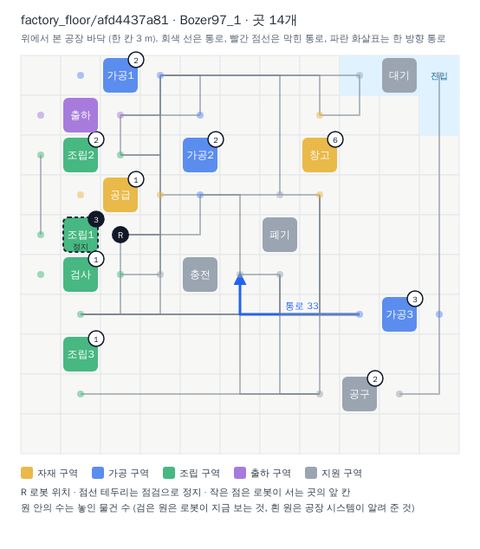 factory_floor/afd4437a81 · Bozer97_1 · 곳 14개
위에서 본 공장 바닥 (한 칸 3 m). 회색 선은 통로, 빨간 점선은 막힌 통로, 파란 화살표는 한 방향 통로
가공1 2
대기
진입
출하
조립2 2
가공2 2
창고 6
공급 1
조립1 3
정지
R
폐기
검사 1
충전
통로 33
가공3 3
조립3 1
공구 2
자재 구역 가공 구역 조립 구역 출하 구역 지원 구역
R 로봇 위치 · 점선 테두리는 점검으로 정지 · 작은 점은 로봇이 서는 곳의 앞 칸
원 안의 수는 놓인 물건 수 (검은 원은 로봇이 지금 보는 것, 흰 원은 공장 시스템이 알려 준 것)